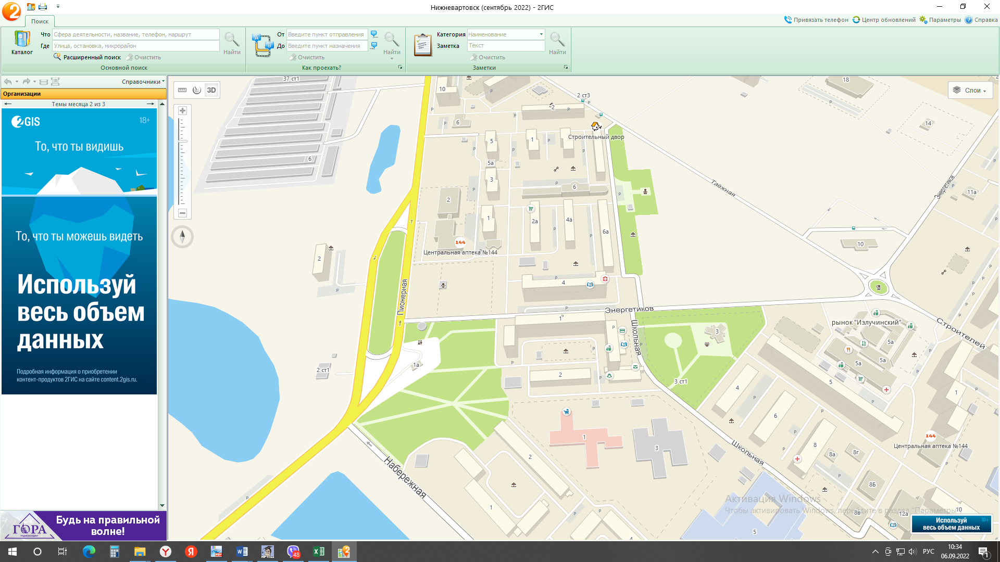 Нижневартовск (сентябрь 2022) - 2ГИС
Поиск
Привязать телефон
Центр обновлений
Параметры
Справка
Каталог
Что
Сфера деятельности, название, телефон, маршрут
Где
Улица, остановка, микрорайон
Расширенный поиск
Очистить
Найти
Основной поиск
От
Введите пункт отправления
До
Введите пункт назначения
Очистить
Найти
Как проехать?
Категория
Наименование
Заметка
Текст
Очистить
Найти
Заметки
Справочники
Организации
Темы месяца 2 из 3
2GIS
18+
То, что ты видишь
То, что ты можешь видеть
Используй
весь объем
данных
Подробная информация о приобретении
контент-продуктов 2ГИС на сайте content.2gis.ru.
ГОРА
РАДИОХОЛДИНГ
Будь на правильной
волне!
3D
Слои
37 ст1
10
2 ст3
18
2
6
14
Строительный двор
5
1
6
5а
3
6
Таёжная
Энергетиков
11а
2
1
2а
4а
6а
10
144
Центральная аптека №144
2
4
Пионерная
Энергетиков
1
Школьная
3
рынок "Излучинский"
Строителей
5а
5а
5а
2 ст1
1а
2
3 ст1
4
5
1
6
1
3
144
Центральная аптека №144
Школьная
8
8а
8г
2
Набережная
8Б
1
Активация Windows
Чтобы активировать Windows, перейдите в раздел "Параметры".
10
8в
12а
5
4
Используй 18+
весь объем данных
48
РУС
10:34
06.09.2022
1